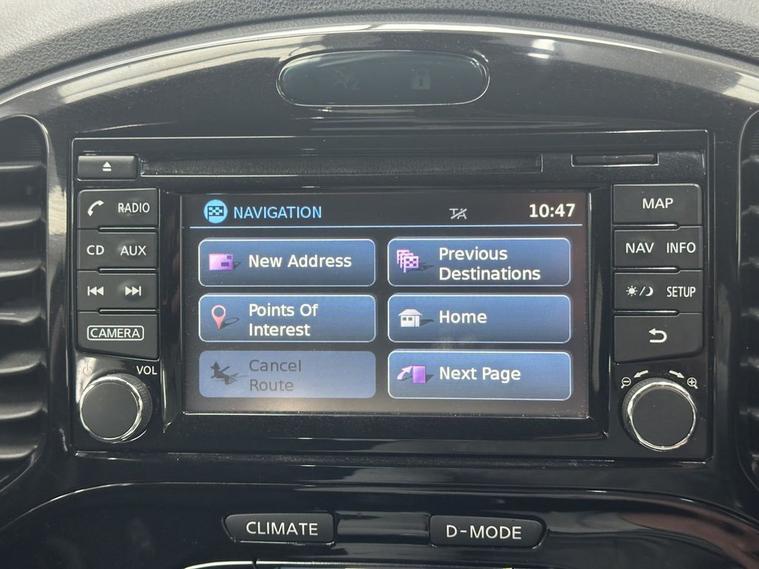 RADIO
CD AUX
CAMERA
VOL
NAVIGATION TA 10:47
New Address
Previous
Destinations
Points Of
Interest
Home
Cancel
Route
Next Page
MAP
NAV INFO
SETUP
CLIMATE
D-MODE